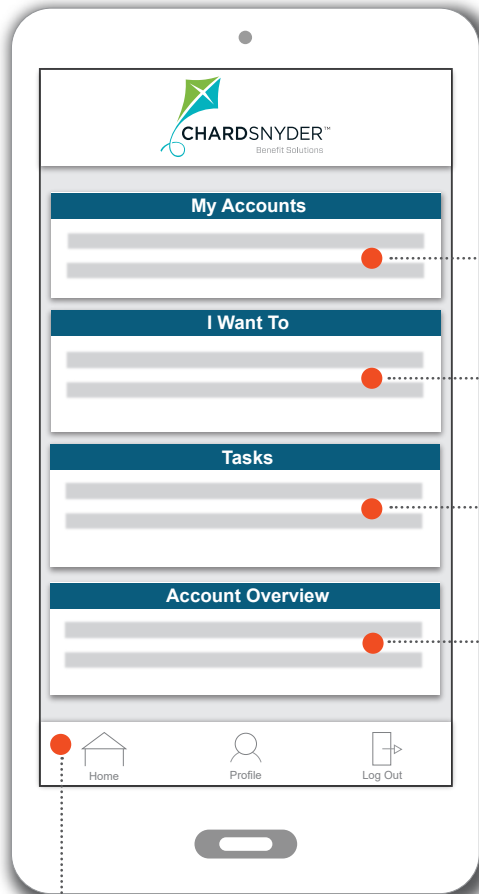 CHARDSNYDER™
Benefit Solutions
My Accounts
I Want To
Tasks
Account Overview
Home Profile Log Out